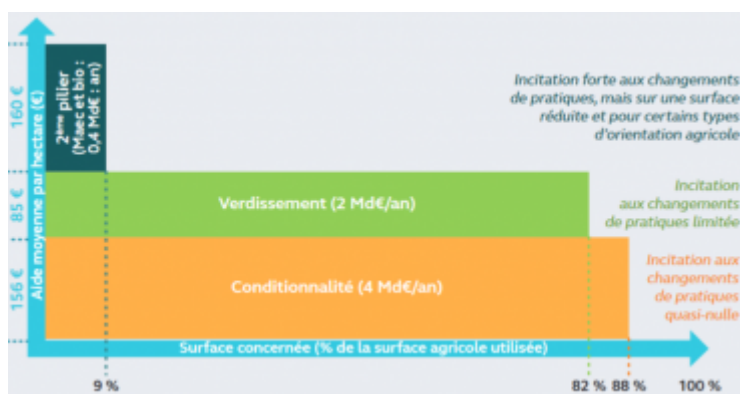 160 €
85 €
156 €
Aide moyenne par hectare (€)
2ème pilier
(Maec et bio :
0,4 Md€ : an)
Incitation forte aux changements
de pratiques, mais sur une surface
réduite et pour certains types
d'orientation agricole
Verdissement (2 Md€/an)
Incitation
aux changements
de pratiques limitée
Conditionnalité (4 Md€/an)
Incitation aux
changements
de pratiques
quasi-nulle
Surface concernée (% de la surface agricole utilisée)
9 %
82 % 88 %
100 %